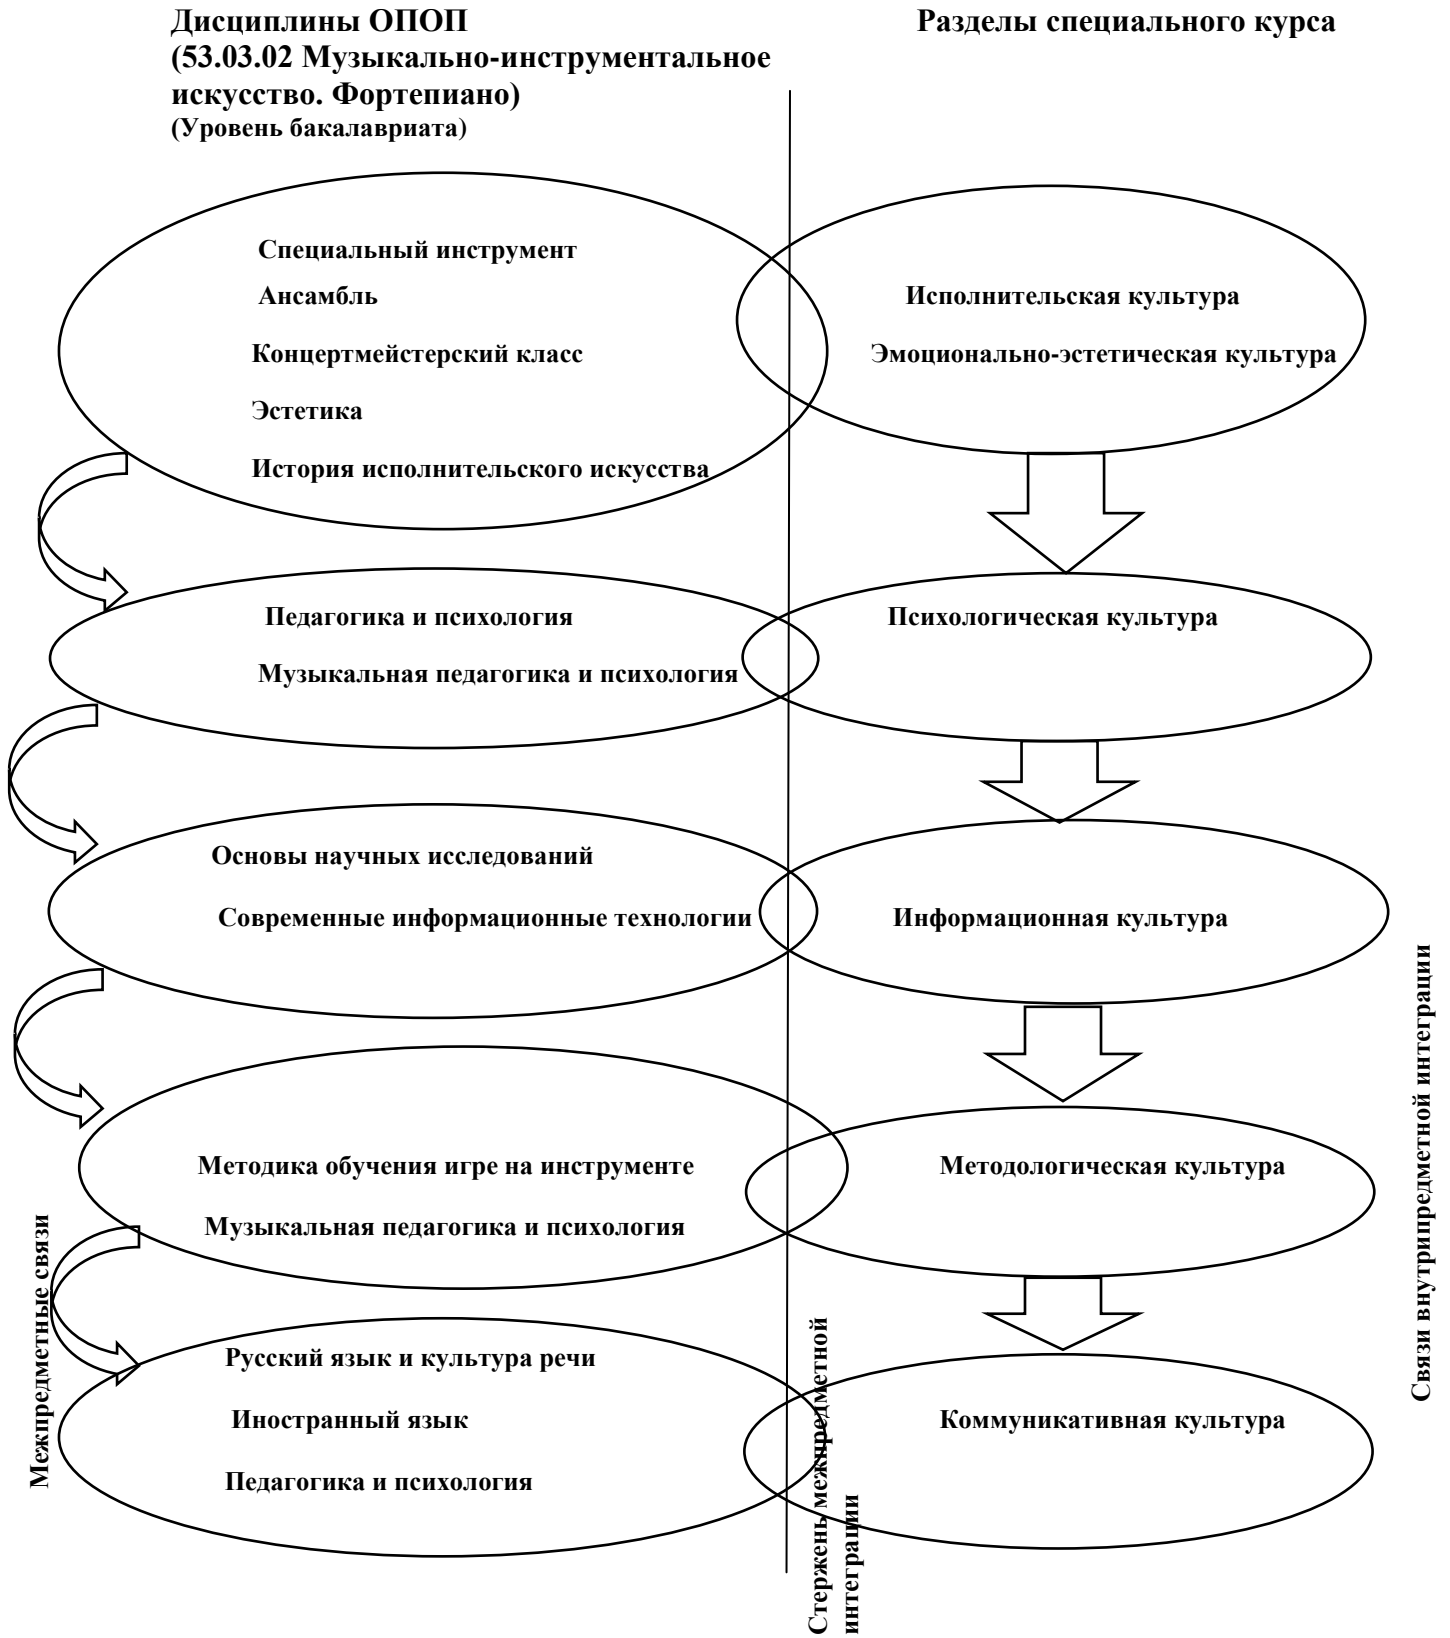 Дисциплины ОПОП
(53.03.02 Музыкально-инструментальное
искусство. Фортепиано)
(Уровень бакалавриата)
Разделы специального курса
Специальный инструмент
Ансамбль
Концертмейстерский класс
Эстетика
История исполнительского искусства
Исполнительская культура
Эмоционально-эстетическая культура
Педагогика и психология
Музыкальная педагогика и психология
Психологическая культура
Основы научных исследований
Современные информационные технологии
Информационная культура
Методика обучения игре на инструменте
Музыкальная педагогика и психология
Методологическая культура
Русский язык и культура речи
Иностранный язык
Педагогика и психология
Коммуникативная культура
Межпредметные связи
Стержень межпредметной
интеграции
Связи внутрипредметной интеграции